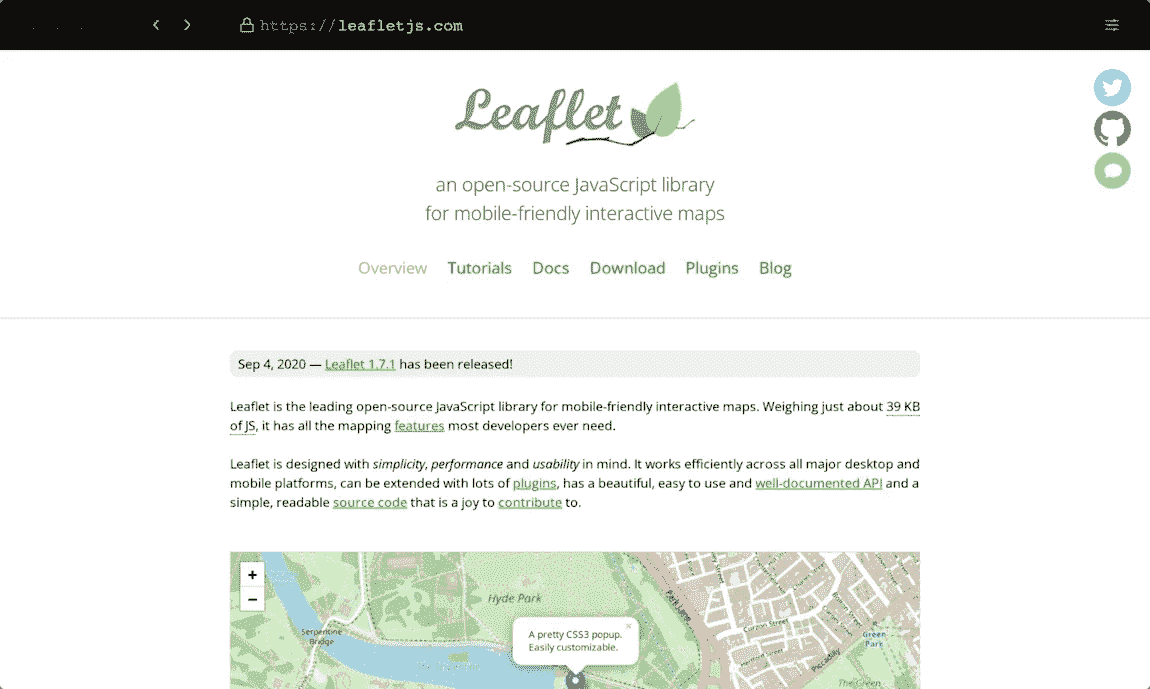 https://leafletjs.com
Leaflet
an open-source JavaScript library
for mobile-friendly interactive maps
Overview Tutorials Docs Download Plugins Blog
Sep 4, 2020 — Leaflet 1.7.1 has been released!
Leaflet is the leading open-source JavaScript library for mobile-friendly interactive maps. Weighing just about 39 KB
of JS, it has all the mapping features most developers ever need.
Leaflet is designed with simplicity, performance and usability in mind. It works efficiently across all major desktop and
mobile platforms, can be extended with lots of plugins, has a beautiful, easy to use and well-documented API and a
simple, readable source code that is a joy to contribute to.
+
−
Hyde Park
Park Lane
Serpentine
Bridge
A pretty CSS3 popup.
Easily customizable.
×
Curzon Street
Piccadilly
Green
Park
The Green